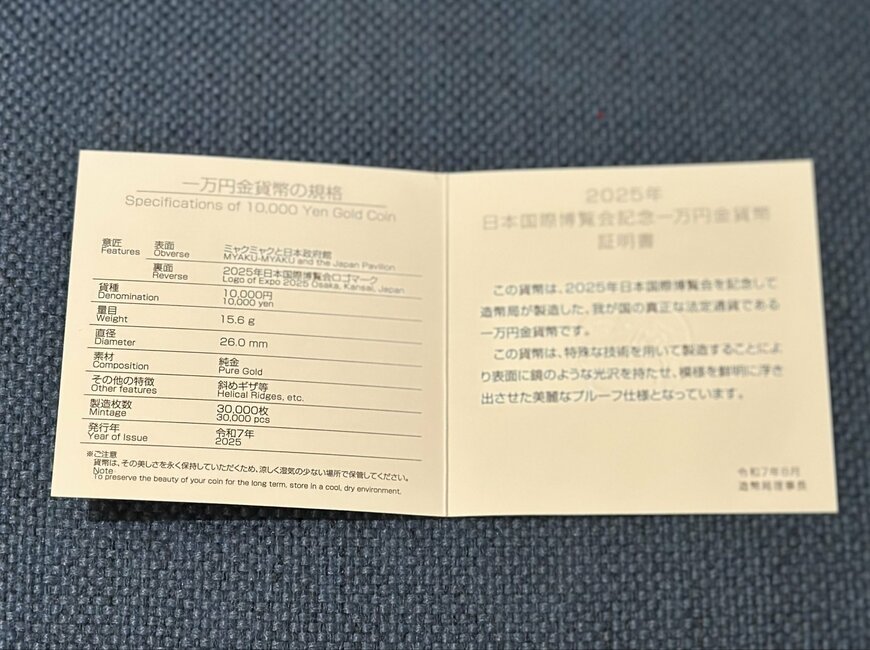 一万円金貨幣の規格
Specifications of 10,000 Yen Gold Coin
意匠 表面 ミャクミャクと日本政府館
Features Obverse MYAKU-MYAKU and the Japan Pavilion
裏面 2025年日本国際博覧会ロゴマーク
Reverse Logo of Expo 2025 Osaka, Kansai, Japan
貨種 10,000円
Denomination 10,000 yen
量目
Weight 15.6 g
直径
Diameter 26.0 mm
素材 純金
Composition Pure Gold
その他の特徴 斜めギザ等
Other features Helical Ridges, etc.
製造枚数 30,000枚
Mintage 30,000 pcs
発行年 令和7年
Year of Issue 2025
※ご注意
貨幣は、その美しさを永く保持していただくため、涼しく湿気の少ない場所で保管してください。
Note
To preserve the beauty of your coin for the long term, store in a cool, dry environment.
2025年
日本国際博覧会記念一万円金貨幣
証明書
この貨幣は、2025年日本国際博覧会を記念して
造幣局が製造した、我が国の真正な法定通貨である
一万円金貨幣です。
この貨幣は、特殊な技術を用いて製造することによ
り表面に鏡のような光沢を持たせ、模様を鮮明に浮き
出させた美麗なプルーフ仕様となっています。
令和7年8月
造幣局理事長